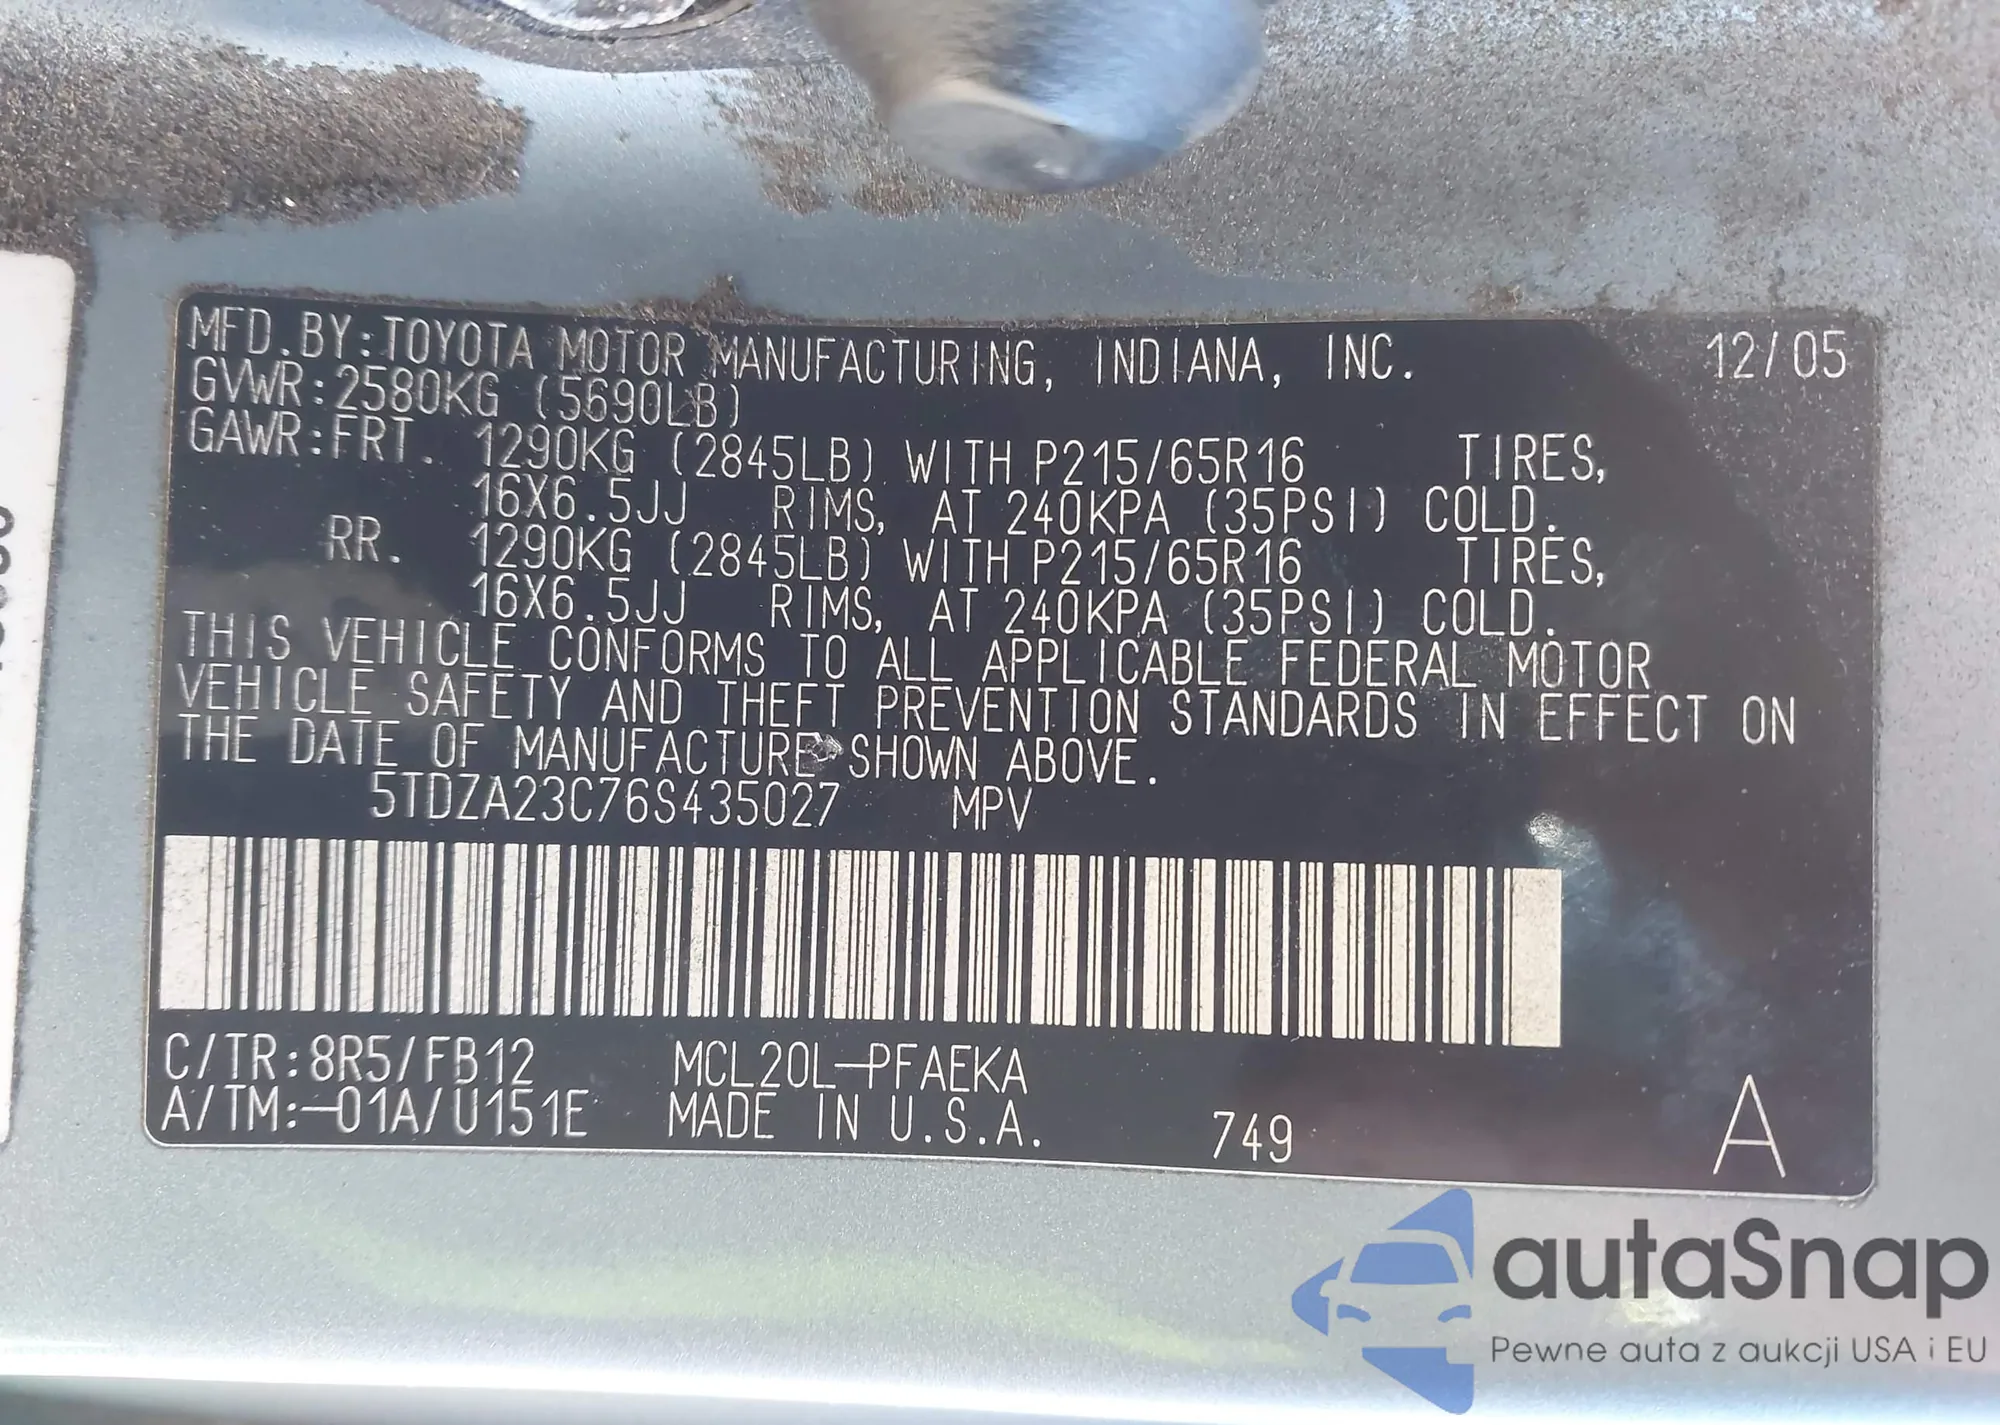 MFD.BY:TOYOTA MOTOR MANUFACTURING, INDIANA, INC. 12/05
GVWR:2580KG (5690LB)
GAWR:FRT. 1290KG (2845LB) WITH P215/65R16 TIRES,
16X6.5JJ RIMS, AT 240KPA (35PSI) COLD.
RR. 1290KG (2845LB) WITH P215/65R16 TIRES,
16X6.5JJ RIMS, AT 240KPA (35PSI) COLD.
THIS VEHICLE CONFORMS TO ALL APPLICABLE FEDERAL MOTOR
VEHICLE SAFETY AND THEFT PREVENTION STANDARDS IN EFFECT ON
THE DATE OF MANUFACTURE SHOWN ABOVE.
5TDZA23C76S435027 MPV
C/TR:8R5/FB12 MCL20L-PFAEKA
A/TM:-01A/U151E MADE IN U.S.A. 749 A
autaSnap
Pewne auta z aukcji USA i EU